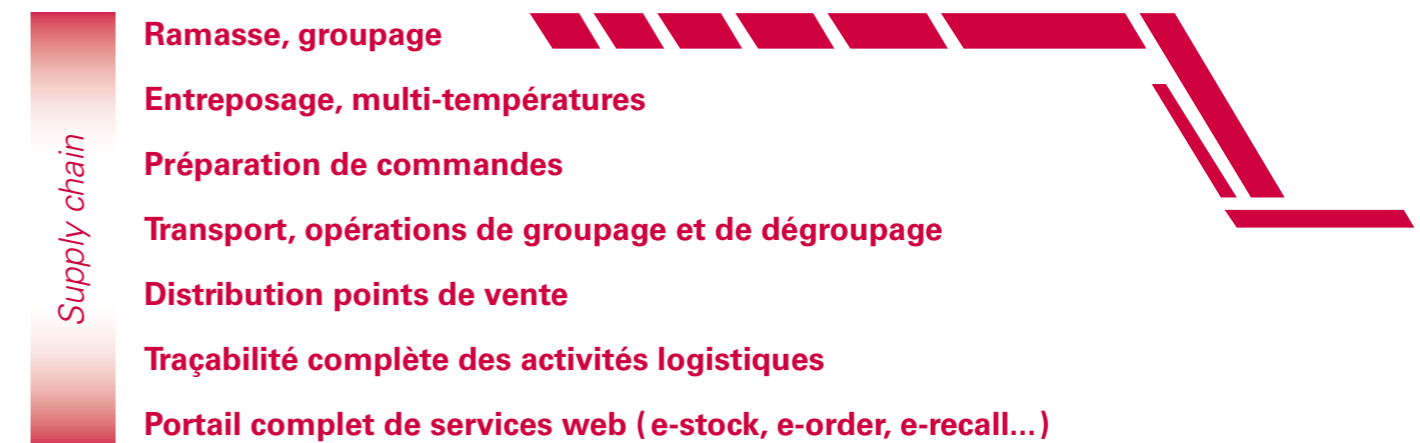 Supply chain
Ramasse, groupage
Entreposage, multi-températures
Préparation de commandes
Transport, opérations de groupage et de dégroupage
Distribution points de vente
Traçabilité complète des activités logistiques
Portail complet de services web (e-stock, e-order, e-recall...)